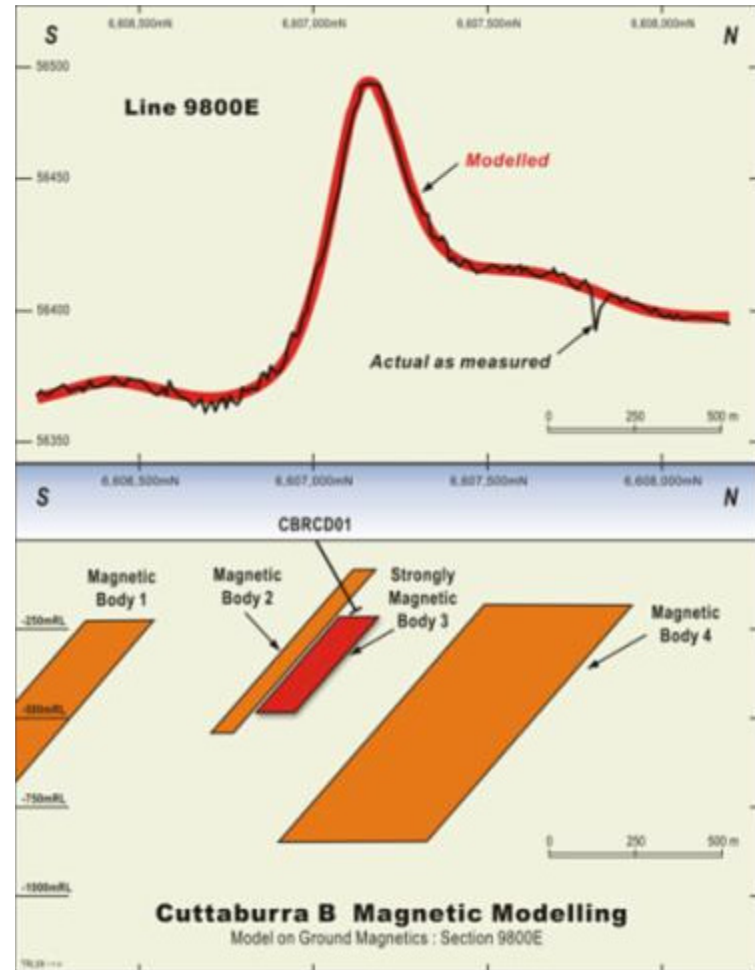 6,606,500mN 6,607,000mN 6,607,500mN 6,608,000mN
S N
56500
Line 9800E
Modelled
56450
56400
Actual as measured
0 250 500 m
56350
6,606,500mN 6,607,000mN 6,607,500mN 6,608,000mN
S N
CBRCD01
Magnetic
Body 1
Magnetic
Body 2
Strongly
Magnetic
Body 3
Magnetic
Body 4
-250mRL
-500mRL
-750mRL
0 250 500 m
-1000mRL
Cuttaburra B Magnetic Modelling
Model on Ground Magnetics : Section 9800E